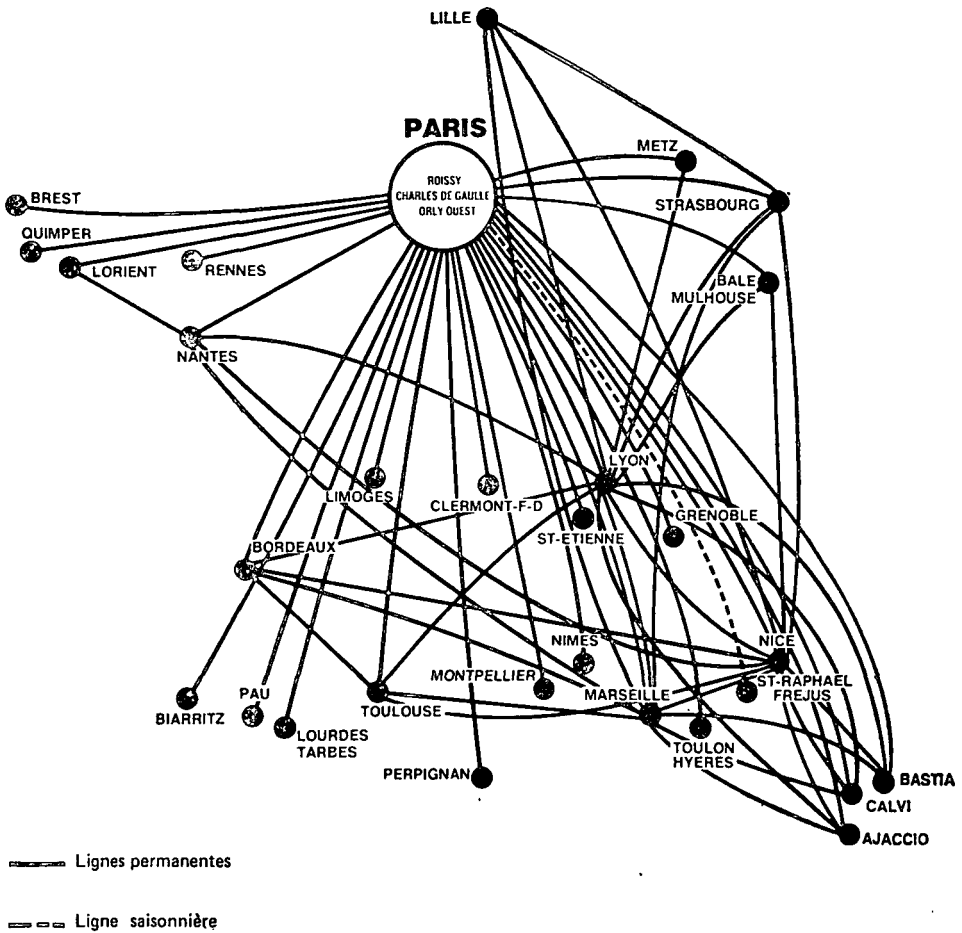 LILLE
PARIS
ROISSY
CHARLES DE GAULLE
ORLY OUEST
METZ
STRASBOURG
BREST
QUIMPER
LORIENT
RENNES
BALE
MULHOUSE
NANTES
LYON
LIMOGES
CLERMONT-F-D
ST-ETIENNE
GRENOBLE
BORDEAUX
NIMES
NICE
MONTPELLIER
MARSEILLE
ST-RAPHAEL
FREJUS
BIARRITZ
PAU
LOURDES
TARBES
TOULOUSE
TOULON
HYERES
PERPIGNAN
BASTIA
CALVI
AJACCIO
Lignes permanentes
Ligne saisonnière